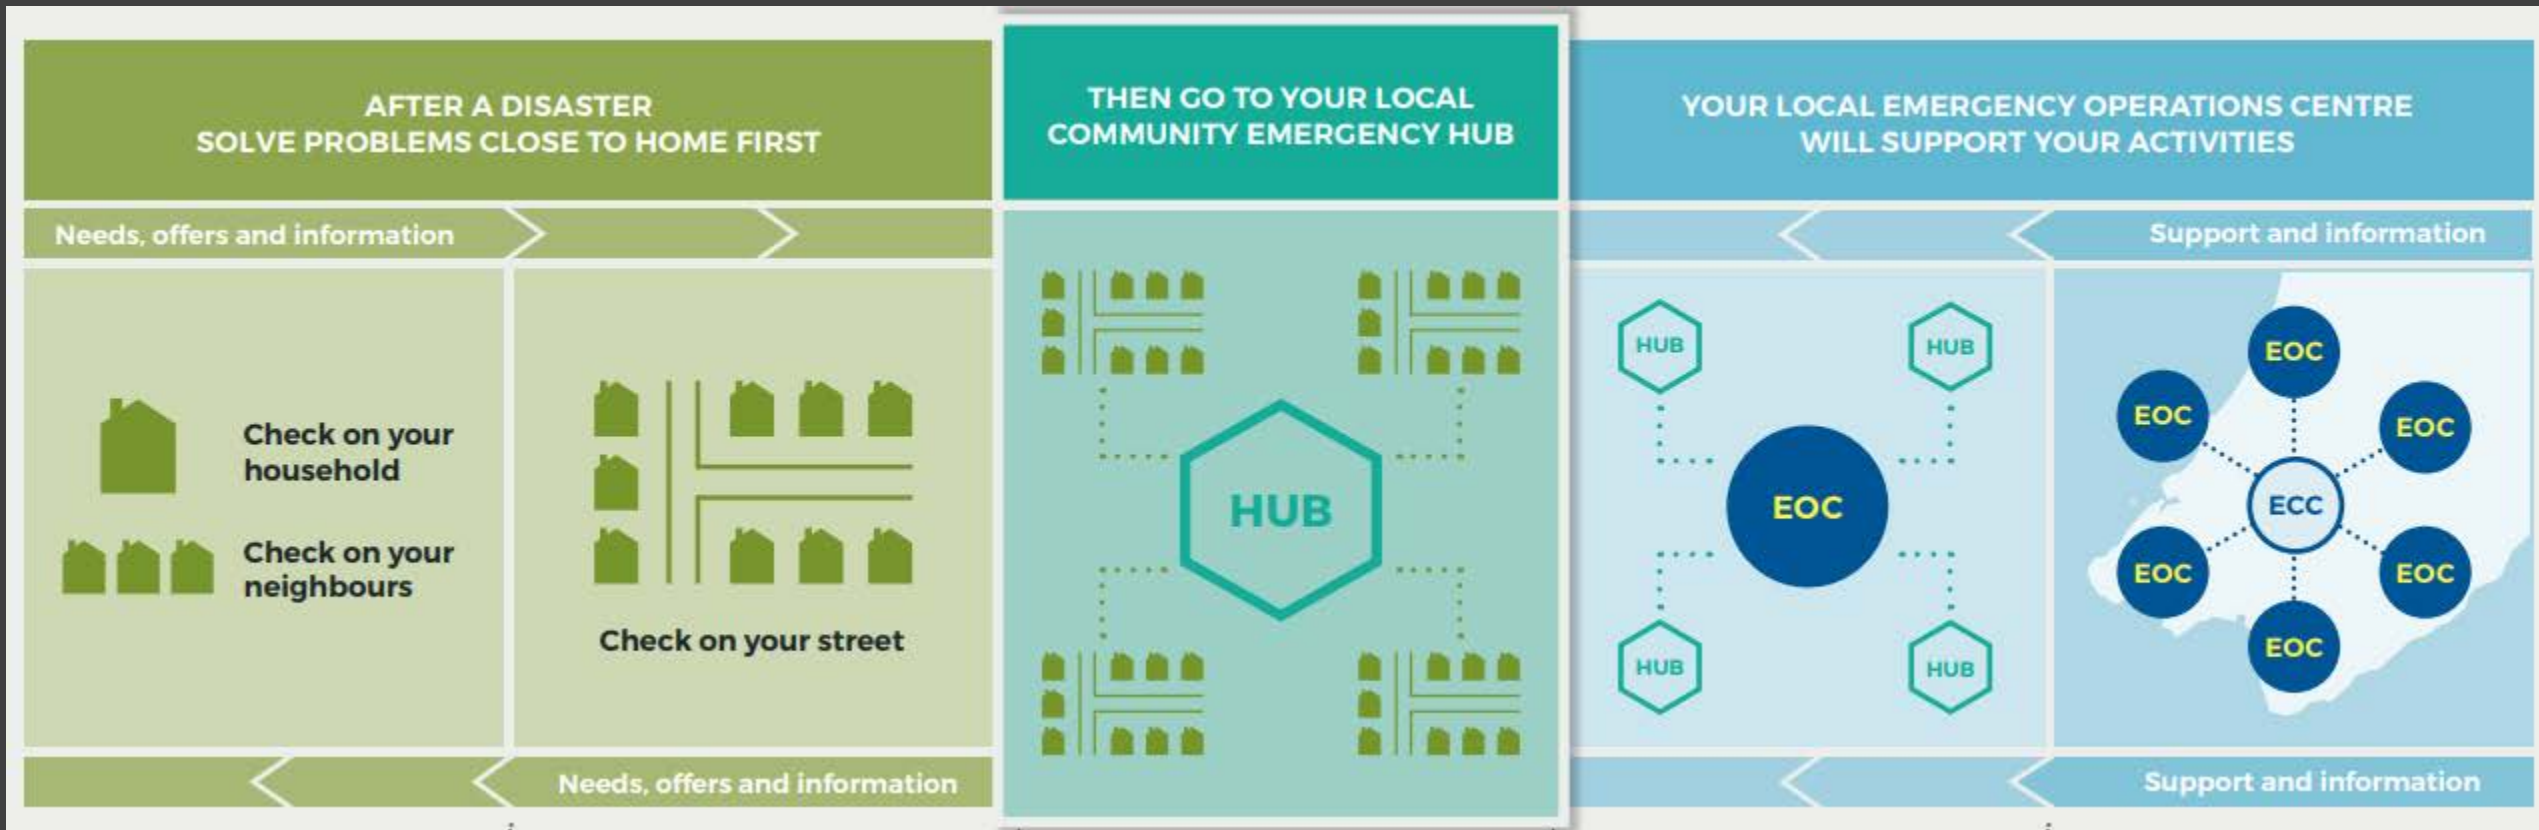 AFTER A DISASTER
SOLVE PROBLEMS CLOSE TO HOME FIRST
Needs, offers and information
Check on your
household
Check on your
neighbours
Check on your street
Needs, offers and information
THEN GO TO YOUR LOCAL
COMMUNITY EMERGENCY HUB
HUB
YOUR LOCAL EMERGENCY OPERATIONS CENTRE
WILL SUPPORT YOUR ACTIVITIES
Support and information
HUB
HUB
EOC
HUB
HUB
EOC
EOC
EOC
ECC
EOC
EOC
EOC
Support and information